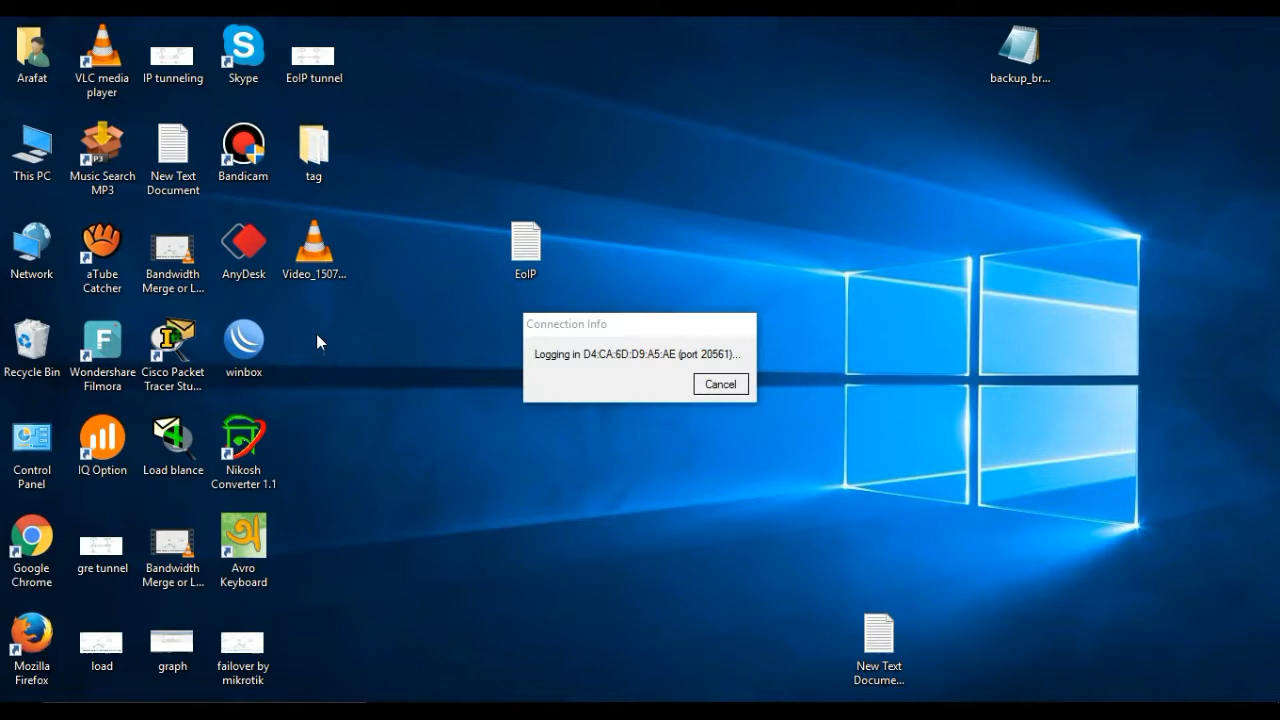 Arafat
VLC media
player
IP tunneling
Skype
EoIP tunnel
backup_br...
This PC
Music Search
MP3
P3
New Text
Document
Bandicam
tag
Network
aTube
Catcher
Bandwidth
Merge or L...
AnyDesk
Video_1507...
EoIP
Connection Info
Logging in D4:CA:6D:D9:A5:AE (port 20561)...
Cancel
Recycle Bin
Wondershare
Filmora
Cisco Packet
Tracer Stu...
winbox
Control
Panel
IQ Option
Load blance
Nikosh
Converter 1.1
Google
Chrome
gre tunnel
Bandwidth
Merge or L...
অ
Avro
Keyboard
Mozilla
Firefox
load
graph
failover by
mikrotik
New Text
Docume...